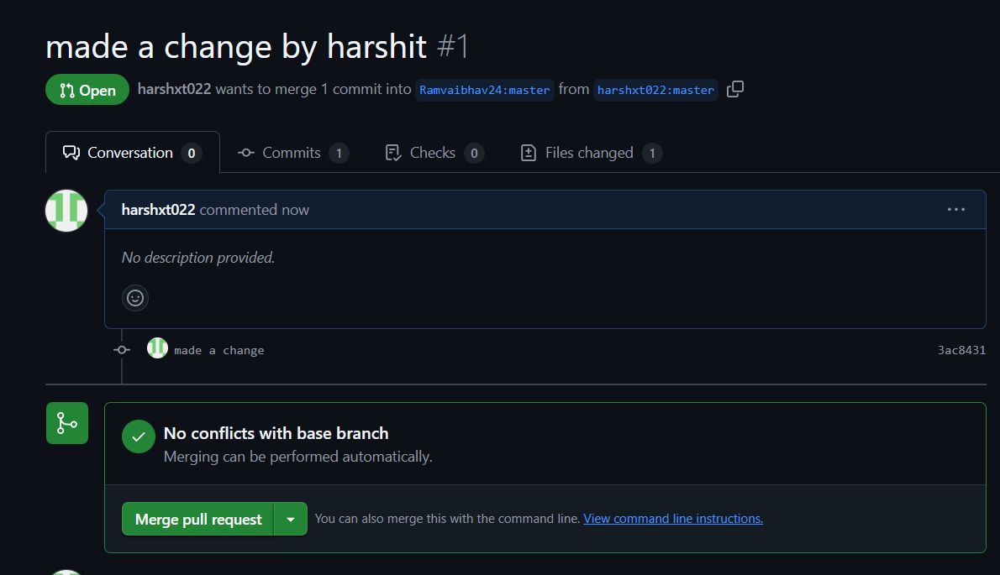 made a change by harshit #1
Open harshxt022 wants to merge 1 commit into Ramvaibhav24:master from harshxt022:master
Conversation 0 Commits 1 Checks 0 Files changed 1
harshxt022 commented now
No description provided.
made a change 3ac8431
No conflicts with base branch
Merging can be performed automatically.
Merge pull request You can also merge this with the command line. View command line instructions.